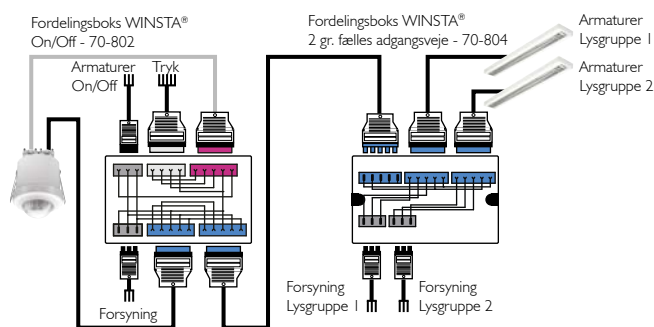 Fordelingsboks WINSTA®
On/Off - 70-802
Fordelingsboks WINSTA®
2 gr. fælles adgangsveje - 70-804
Armaturer
Lysgruppe 1
Armaturer
Lysgruppe 2
Armaturer
On/Off
Tryk
Forsyning
Forsyning
Lysgruppe 1
Forsyning
Lysgruppe 2